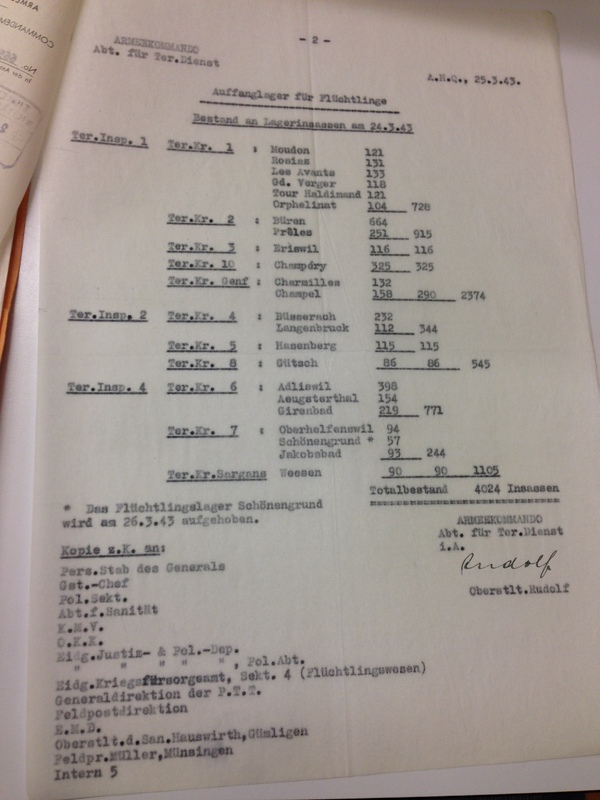 - 2 -
ARMEEKOMMANDO
Abt. für Ter.Dienst
A.H.Q., 25.3.43.
Auffanglager für Flüchtlinge
Bestand an Lagerinsassen am 24.3.43
Ter.Insp. 1 Ter.Kr. 1 : Moudon 121
Rosiaz 131
Les Avants 133
Gd. Verger 118
Tour Haldimand 121
Orphelinat 104 728
Ter.Kr. 2 : Büren 664
Prêles 251 915
Ter.Kr. 3 : Eriswil 116 116
Ter.Kr. 10 : Champéry 325 325
Ter.Kr. Genf : Charmilles 132
Champel 158 290 2374
Ter.Insp. 2 Ter.Kr. 4 : Büsserach 232
Langenbruck 112 344
Ter.Kr. 5 : Hasenberg 115 115
Ter.Kr. 8 : Gütsch 86 86 545
Ter.Insp. 4 Ter.Kr. 6 : Adliswil 398
Aeugsterthal 154
Girenbad 219 771
Ter.Kr. 7 : Oberhelfenswil 94
Schönengrund * 57
Jakobsbad 93 244
Ter.Kr.Sargans Weesen 90 90 1105
Totalbestand 4024 Insassen
* Das Flüchtlingslager Schönengrund
wird am 26.3.43 aufgehoben.
ARMEEKOMMANDO
Abt. für Ter.Dienst
i.A.
Rudolf
Oberstlt.Rudolf
Kopie z.K. an:
Pers.Stab des Generals
Gst.-Chef
Pol.Sekt.
Abt.f.Sanität
K.M.V.
O.K.K.
Eidg.Justiz- & Pol.-Dep.
" " " " , Pol.Abt.
Eidg.Kriegsfürsorgeamt, Sekt. 4 (Flüchtlingswesen)
Generaldirektion der P.T.T.
Feldpostdirektion
E.M.D.
Oberstlt.d.San.Hauswirth,Gümligen
Feldpr.Müller,Münsingen
Intern 5